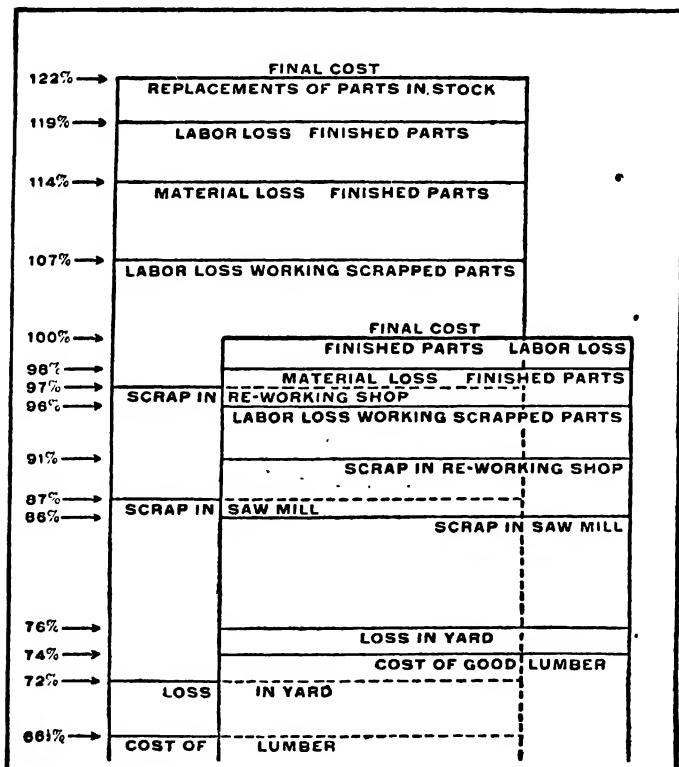 FINAL COST
122%
REPLACEMENTS OF PARTS IN STOCK
119%
LABOR LOSS FINISHED PARTS
114%
MATERIAL LOSS FINISHED PARTS
107%
LABOR LOSS WORKING SCRAPPED PARTS
FINAL COST
100%
FINISHED PARTS LABOR LOSS
98%
MATERIAL LOSS FINISHED PARTS
97%
SCRAP IN RE-WORKING SHOP
96%
LABOR LOSS WORKING SCRAPPED PARTS
91%
SCRAP IN RE-WORKING SHOP
87%
SCRAP IN SAW MILL
86%
SCRAP IN SAW MILL
76%
LOSS IN YARD
74%
COST OF GOOD LUMBER
72%
LOSS IN YARD
66½%
COST OF LUMBER